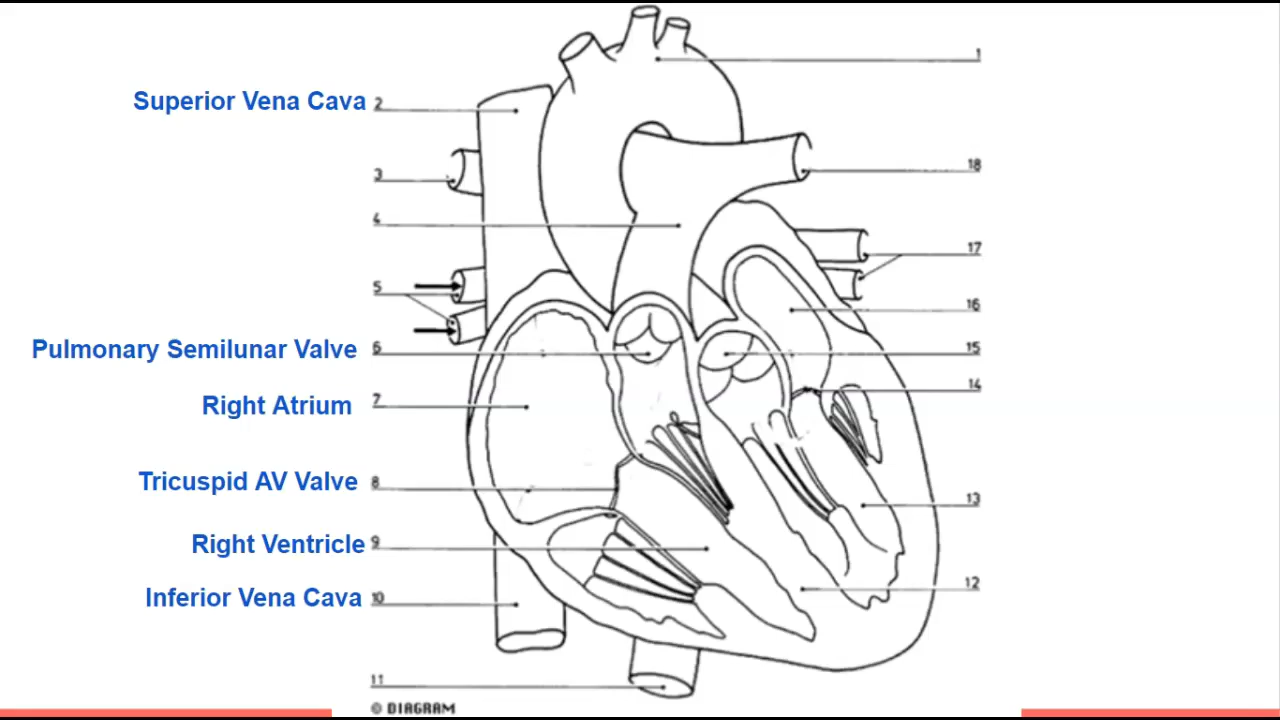 1
Superior Vena Cava 2
3
18
4
17
5
16
Pulmonary Semilunar Valve 6
15
14
Right Atrium 7
Tricuspid AV Valve 8
13
Right Ventricle 9
12
Inferior Vena Cava 10
11
© DIAGRAM